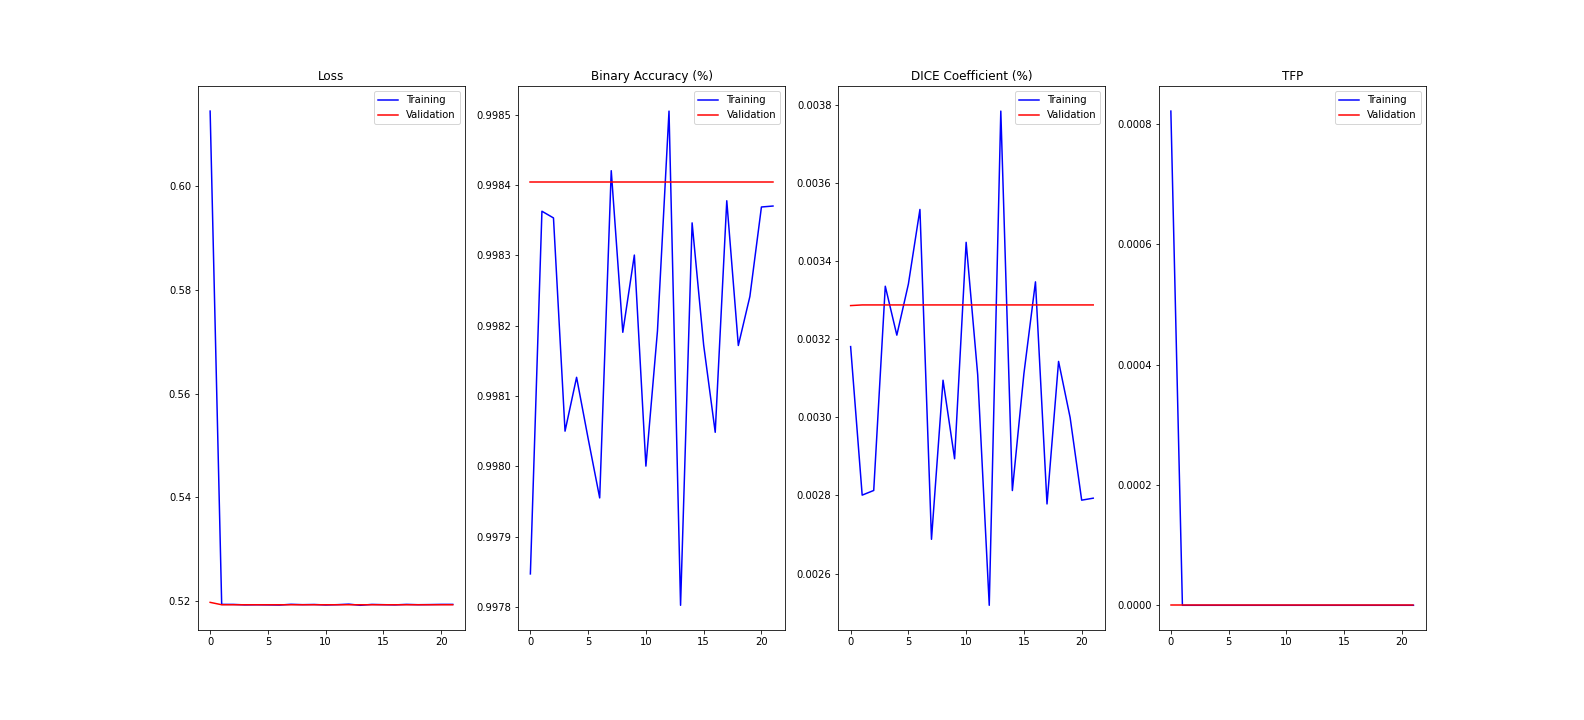 Loss
Training
Validation
0.60
0.58
0.56
0.54
0.52
0 5 10 15 20
Binary Accuracy (%)
Training
Validation
0.9985
0.9984
0.9983
0.9982
0.9981
0.9980
0.9979
0.9978
0 5 10 15 20
DICE Coefficient (%)
Training
Validation
0.0038
0.0036
0.0034
0.0032
0.0030
0.0028
0.0026
0 5 10 15 20
TFP
Training
Validation
0.0008
0.0006
0.0004
0.0002
0.0000
0 5 10 15 20